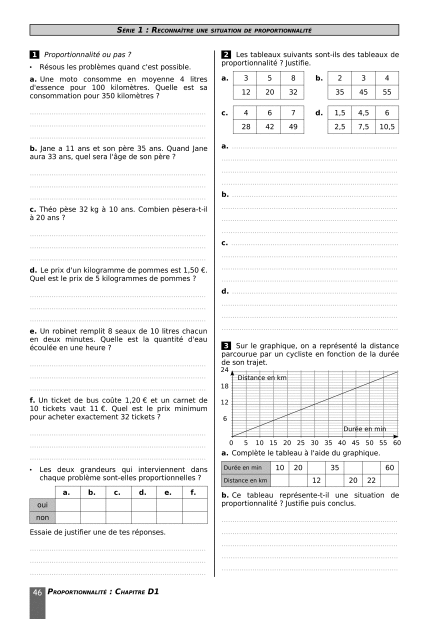 SÉRIE 1 : RECONNAÎTRE UNE SITUATION DE PROPORTIONNALITÉ
1 Proportionnalité ou pas ?
• Résous les problèmes quand c'est possible.
a. Une moto consomme en moyenne 4 litres
d'essence pour 100 kilomètres. Quelle est sa
consommation pour 350 kilomètres ?
b. Jane a 11 ans et son père 35 ans. Quand Jane
aura 33 ans, quel sera l'âge de son père ?
c. Théo pèse 32 kg à 10 ans. Combien pèsera-t-il
à 20 ans ?
d. Le prix d'un kilogramme de pommes est 1,50 €.
Quel est le prix de 5 kilogrammes de pommes ?
e. Un robinet remplit 8 seaux de 10 litres chacun
en deux minutes. Quelle est la quantité d'eau
écoulée en une heure ?
f. Un ticket de bus coûte 1,20 € et un carnet de
10 tickets vaut 11 €. Quel est le prix minimum
pour acheter exactement 32 tickets ?
• Les deux grandeurs qui interviennent dans
chaque problème sont-elles proportionnelles ?
a. b. c. d. e. f.
oui
non
Essaie de justifier une de tes réponses.
2 Les tableaux suivants sont-ils des tableaux de
proportionnalité ? Justifie.
a. 3 5 8
12 20 32
b. 2 3 4
35 45 55
c. 4 6 7
28 42 49
d. 1,5 4,5 6
2,5 7,5 10,5
a.
b.
c.
d.
3 Sur le graphique, on a représenté la distance
parcourue par un cycliste en fonction de la durée
de son trajet.
24
Distance en km
18
12
6
Durée en min
0 5 10 15 20 25 30 35 40 45 50 55 60
a. Complète le tableau à l'aide du graphique.
Durée en min 10 20 35 60
Distance en km 12 20 22
b. Ce tableau représente-t-il une situation de
proportionnalité ? Justifie puis conclus.
46 PROPORTIONNALITÉ : CHAPITRE D1